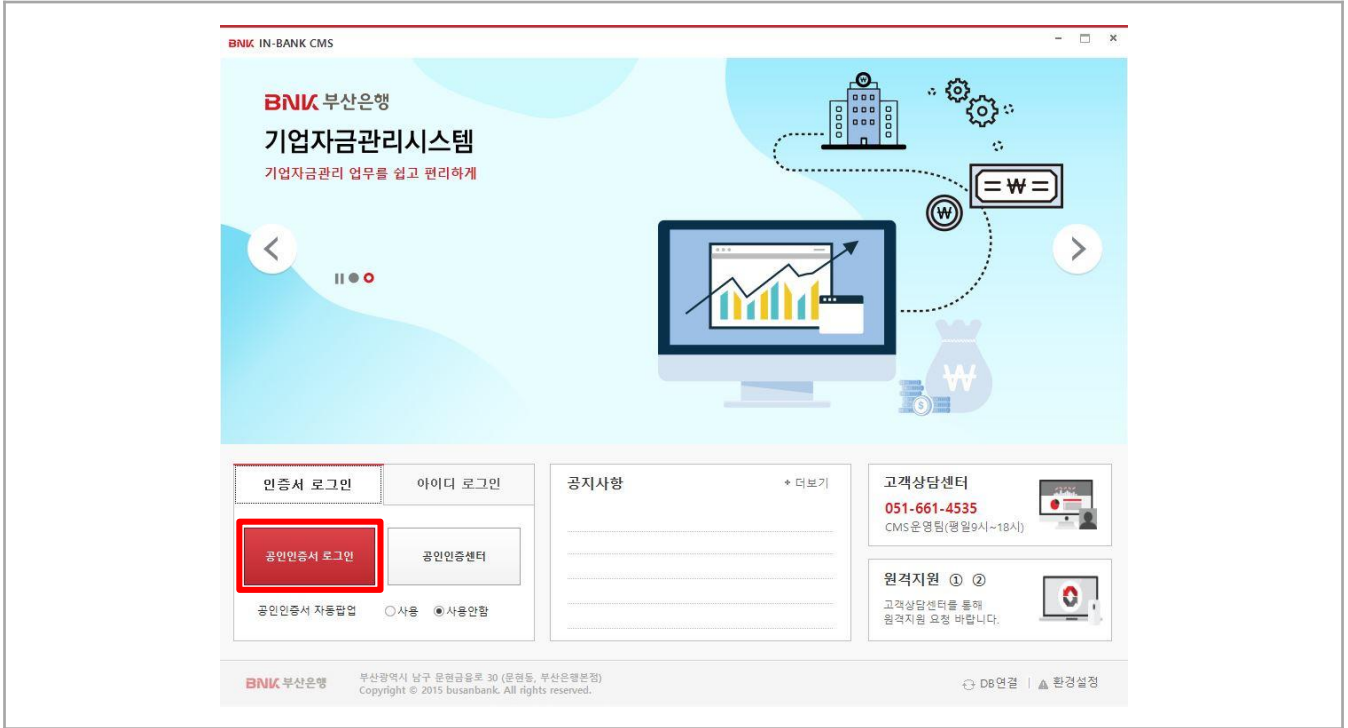 BNK IN-BANK CMS
BNK 부산은행
기업자금관리시스템
기업자금관리 업무를 쉽고 편리하게
인증서 로그인
아이디 로그인
공인인증서 로그인
공인인증센터
공인인증서 자동팝업 사용 사용안함
공지사항 + 더보기
고객상담센터
051-661-4535
CMS운영팀(평일9시~18시)
원격지원 ① ②
고객상담센터를 통해
원격지원 요청 바랍니다.
BNK 부산은행
부산광역시 남구 문현금융로 30 (문현동, 부산은행본점)
Copyright © 2015 busanbank. All rights reserved.
DB연결 | 환경설정